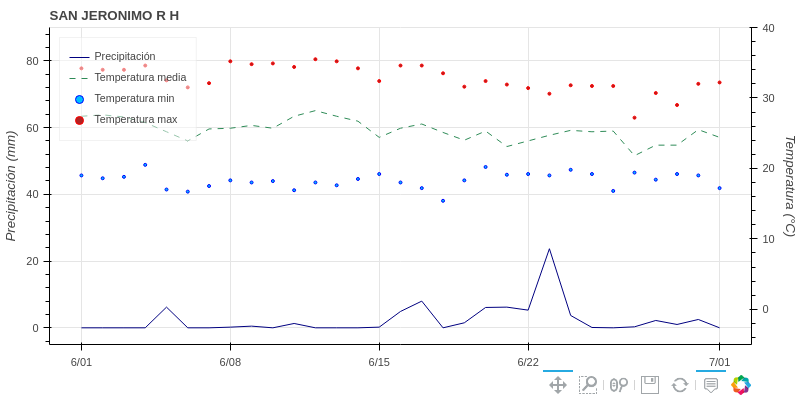 SAN JERONIMO R H
Precipitación
Temperatura media
Temperatura min
Temperatura max
Precipitación (mm)
80
60
40
20
0
40
30
20
10
0
Temperatura (°C)
6/01
6/08
6/15
6/22
7/01